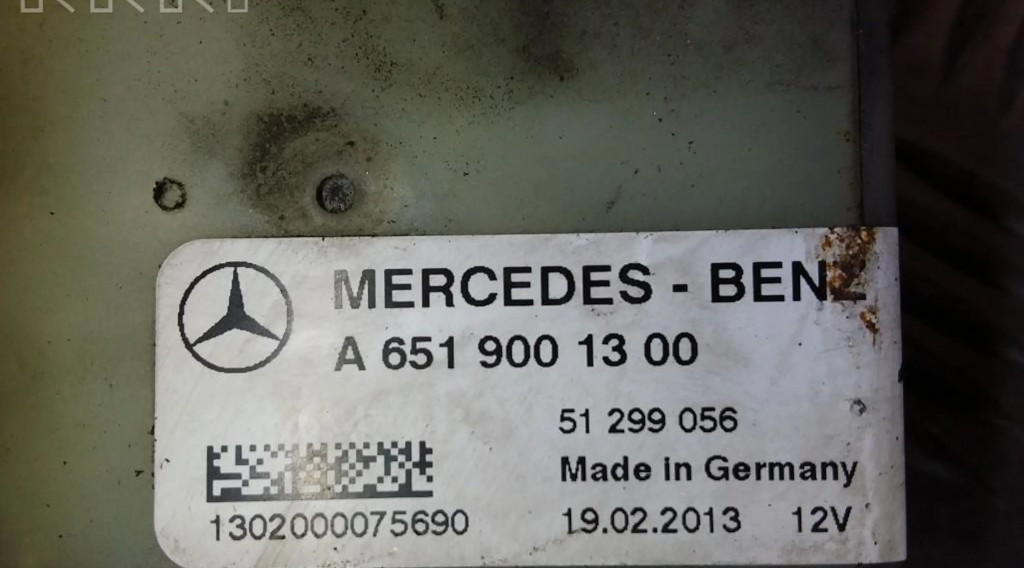 MERCEDES - BENZ
A 651 900 13 00
51 299 056
Made in Germany
1302000075690
19.02.2013 12V